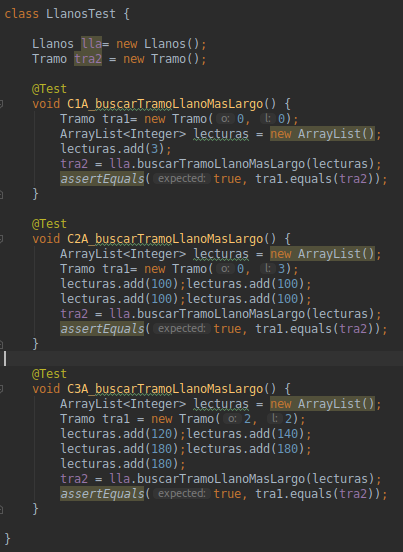 class LlanosTest {
Llanos lla= new Llanos();
Tramo tra2 = new Tramo();
@Test
void C1A_buscarTramoLlanoMasLargo() {
Tramo tra1= new Tramo( o: 0, l: 0);
ArrayList<Integer> lecturas = new ArrayList();
lecturas.add(3);
tra2 = lla.buscarTramoLlanoMasLargo(lecturas);
assertEquals( expected: true, tra1.equals(tra2));
}
@Test
void C2A_buscarTramoLlanoMasLargo() {
ArrayList<Integer> lecturas = new ArrayList();
Tramo tra1= new Tramo( o: 0, l: 3);
lecturas.add(100);lecturas.add(100);
lecturas.add(100);lecturas.add(100);
tra2 = lla.buscarTramoLlanoMasLargo(lecturas);
assertEquals( expected: true, tra1.equals(tra2));
}
@Test
void C3A_buscarTramoLlanoMasLargo() {
ArrayList<Integer> lecturas = new ArrayList();
Tramo tra1 = new Tramo( o: 2, l: 2);
lecturas.add(120);lecturas.add(140);
lecturas.add(180);lecturas.add(180);
lecturas.add(180);
tra2 = lla.buscarTramoLlanoMasLargo(lecturas);
assertEquals( expected: true, tra1.equals(tra2));
}
}